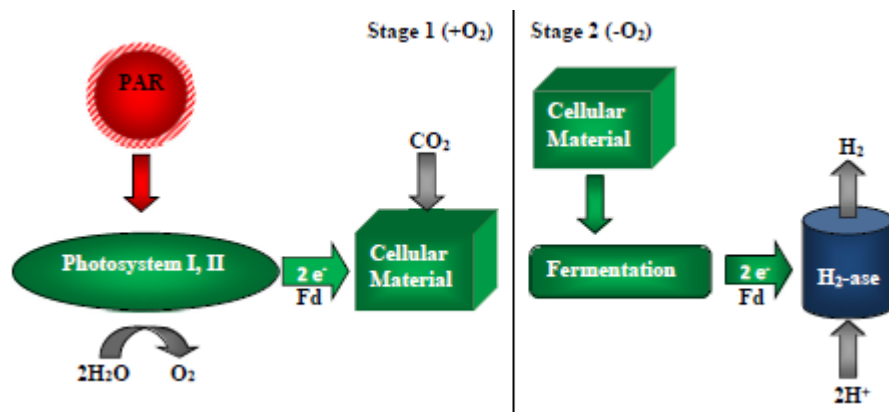 Stage 1 (+O₂)
PAR
CO₂
Photosystem I, II
2 e⁻
Fd
Cellular
Material
2H₂O
O₂
Stage 2 (-O₂)
Cellular
Material
H₂
Fermentation
2 e⁻
Fd
H₂-ase
2H⁺